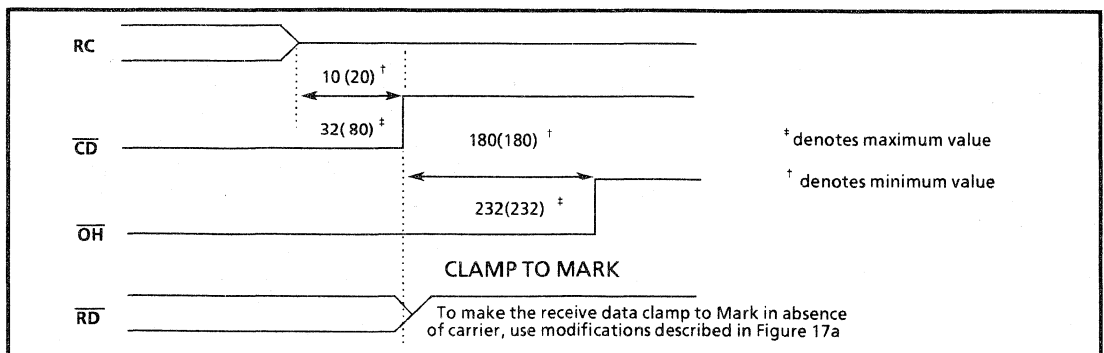 RC
10 (20) †
32( 80) ‡
CD
180(180) †
‡ denotes maximum value
† denotes minimum value
232(232) ‡
OH
CLAMP TO MARK
RD
To make the receive data clamp to Mark in absence
of carrier, use modifications described in Figure 17a